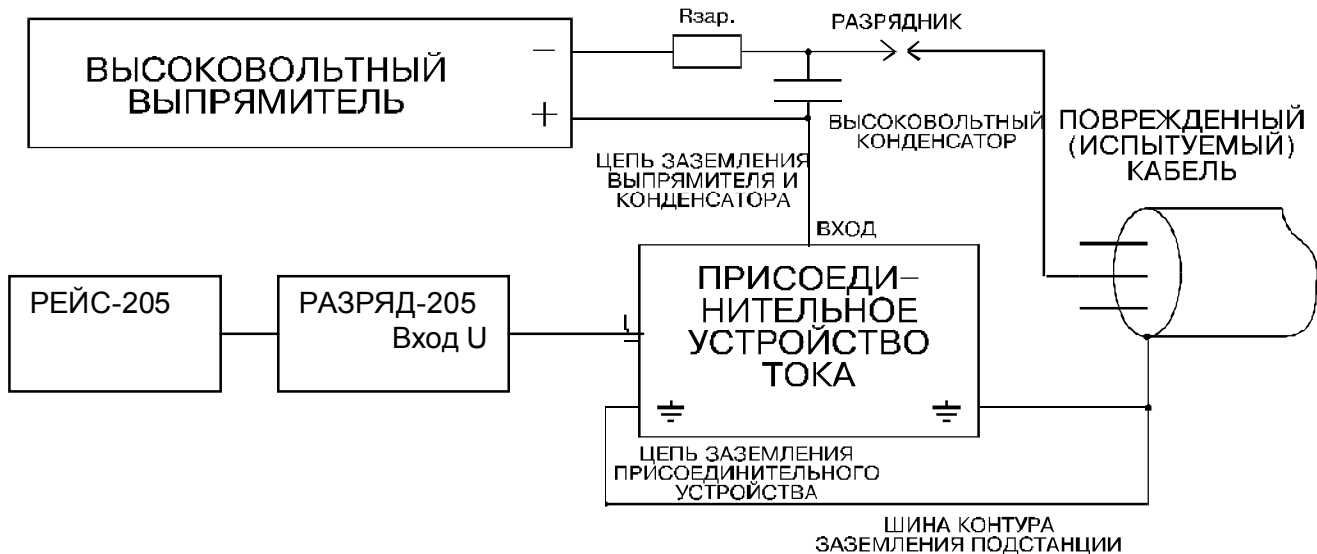 Rзар.
РАЗРЯДНИК
ВЫСОКОВОЛЬТНЫЙ
ВЫПРЯМИТЕЛЬ
−
+
ВЫСОКОВОЛЬТНЫЙ
КОНДЕНСАТОР
ПОВРЕЖДЕННЫЙ
(ИСПЫТУЕМЫЙ)
КАБЕЛЬ
ЦЕПЬ ЗАЗЕМЛЕНИЯ
ВЫПРЯМИТЕЛЯ И
КОНДЕНСАТОРА
ВХОД
РЕЙС-205
РАЗРЯД-205
Вход U
ПРИСОЕДИ−
НИТЕЛЬНОЕ
УСТРОЙСТВО
ТОКА
ЦЕПЬ ЗАЗЕМЛЕНИЯ
ПРИСОЕДИНИТЕЛЬНОГО
УСТРОЙСТВА
ШИНА КОНТУРА
ЗАЗЕМЛЕНИЯ ПОДСТАНЦИИ